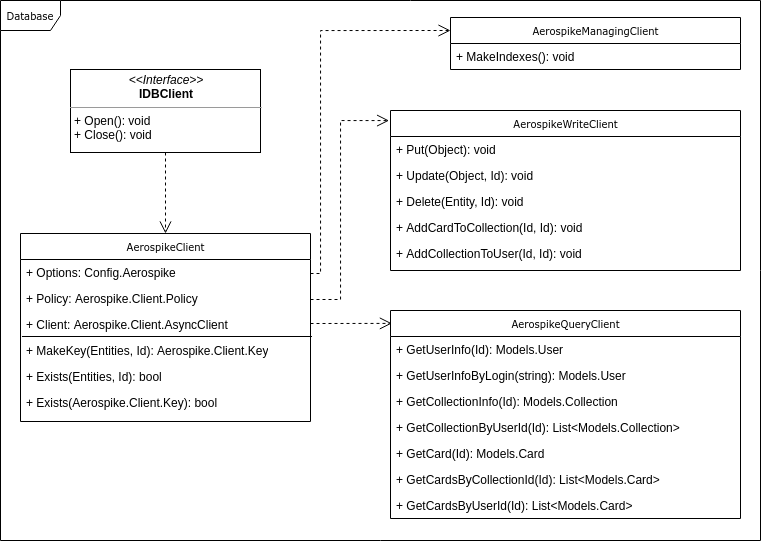 Database
<<Interface>>
IDBClient
+ Open(): void
+ Close(): void
AerospikeClient
+ Options: Config.Aerospike
+ Policy: Aerospike.Client.Policy
+ Client: Aerospike.Client.AsyncClient
+ MakeKey(Entities, Id): Aerospike.Client.Key
+ Exists(Entities, Id): bool
+ Exists(Aerospike.Client.Key): bool
AerospikeManagingClient
+ MakeIndexes(): void
AerospikeWriteClient
+ Put(Object): void
+ Update(Object, Id): void
+ Delete(Entity, Id): void
+ AddCardToCollection(Id, Id): void
+ AddCollectionToUser(Id, Id): void
AerospikeQueryClient
+ GetUserInfo(Id): Models.User
+ GetUserInfoByLogin(string): Models.User
+ GetCollectionInfo(Id): Models.Collection
+ GetCollectionByUserId(Id): List<Models.Collection>
+ GetCard(Id): Models.Card
+ GetCardsByCollectionId(Id): List<Models.Card>
+ GetCardsByUserId(Id): List<Models.Card>